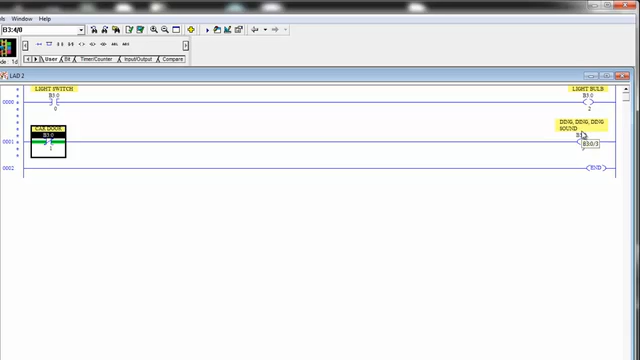 ls Window Help
B3:4/0
User Bit Timer/Counter Input/Output Compare
LAD 2
LIGHT SWITCH
B3:0
0
LIGHT BULB
B3:0
2
0000
CAR DOOR
B3:0
1
DING, DING, DING
SOUND
B3:0/3
0001
0002
END